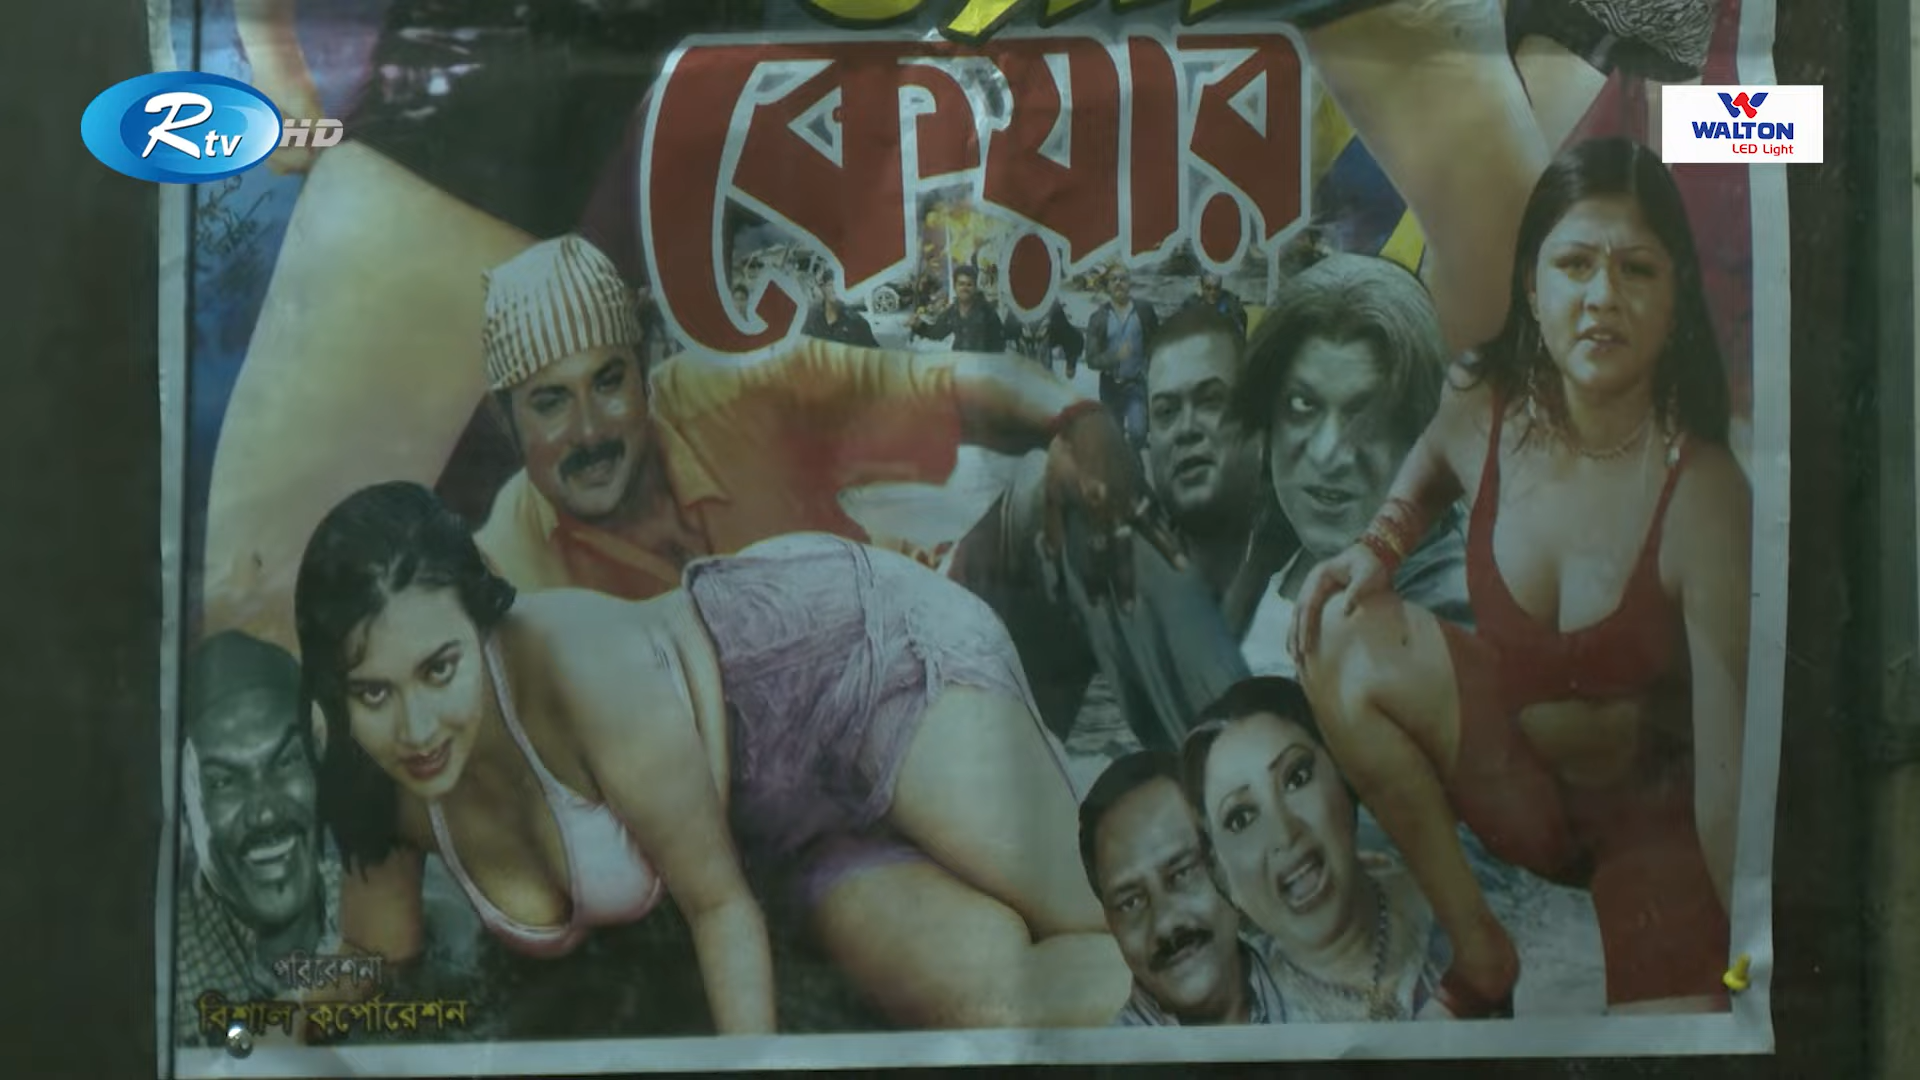 Rtv HD
WALTON
LED Light
কেয়ার
পরিবেশনা
বিশাল কর্পোরেশন